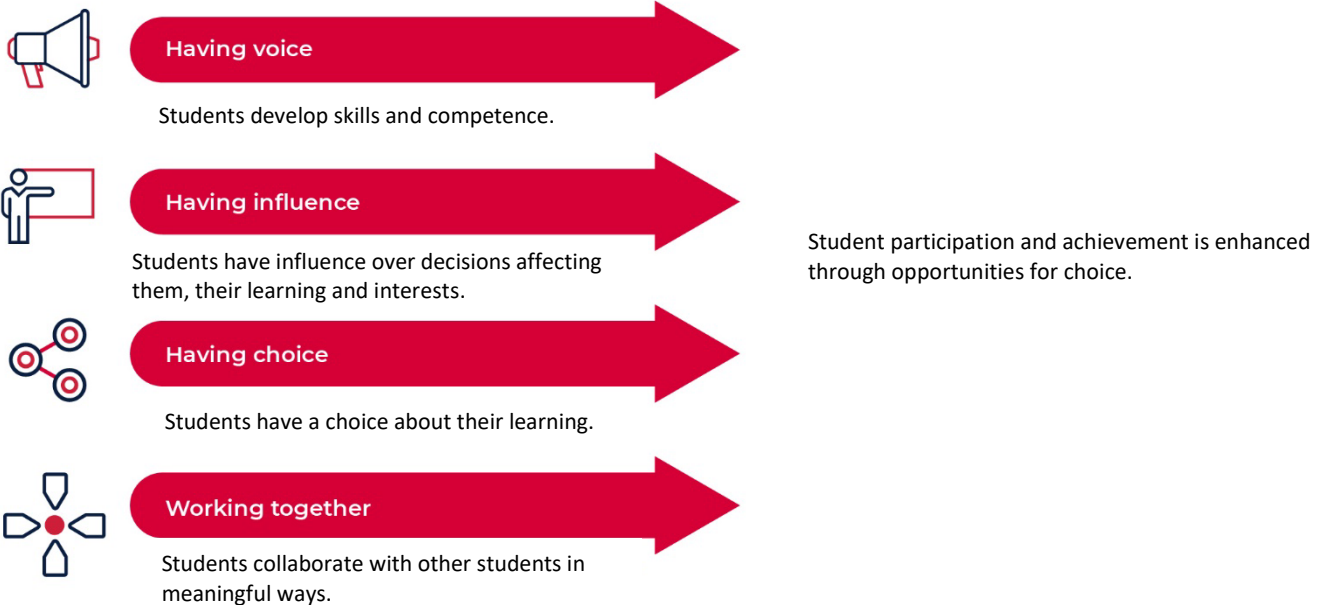 Having voice
Students develop skills and competence.
Having influence
Students have influence over decisions affecting
them, their learning and interests.
Student participation and achievement is enhanced
through opportunities for choice.
Having choice
Students have a choice about their learning.
Working together
Students collaborate with other students in
meaningful ways.